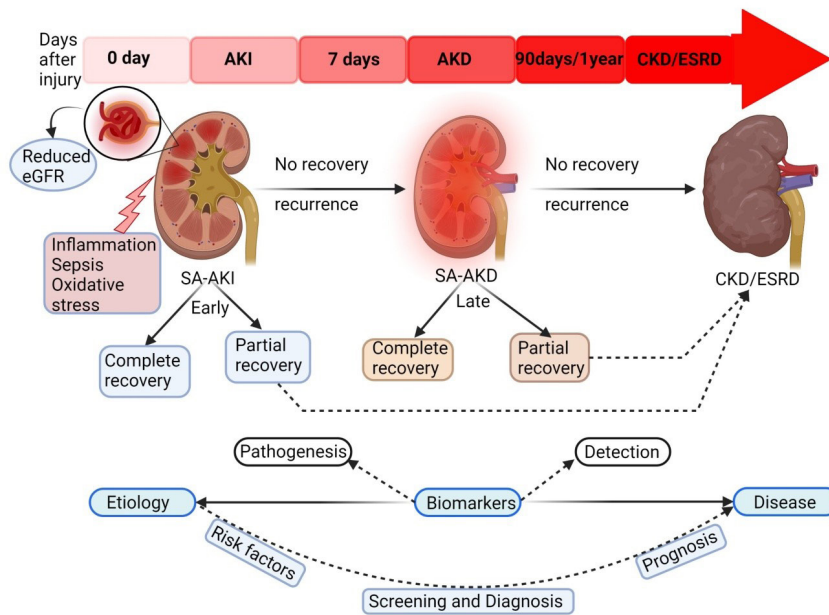 Days after injury
0 day
AKI
7 days
AKD
90days/1year
CKD/ESRD
Reduced
eGFR
No recovery
recurrence
No recovery
recurrence
Inflammation
Sepsis
Oxidative
stress
SA-AKI
Early
SA-AKD
Late
CKD/ESRD
Complete
recovery
Partial
recovery
Complete
recovery
Partial
recovery
Pathogenesis
Detection
Etiology
Biomarkers
Disease
Risk factors
Prognosis
Screening and Diagnosis